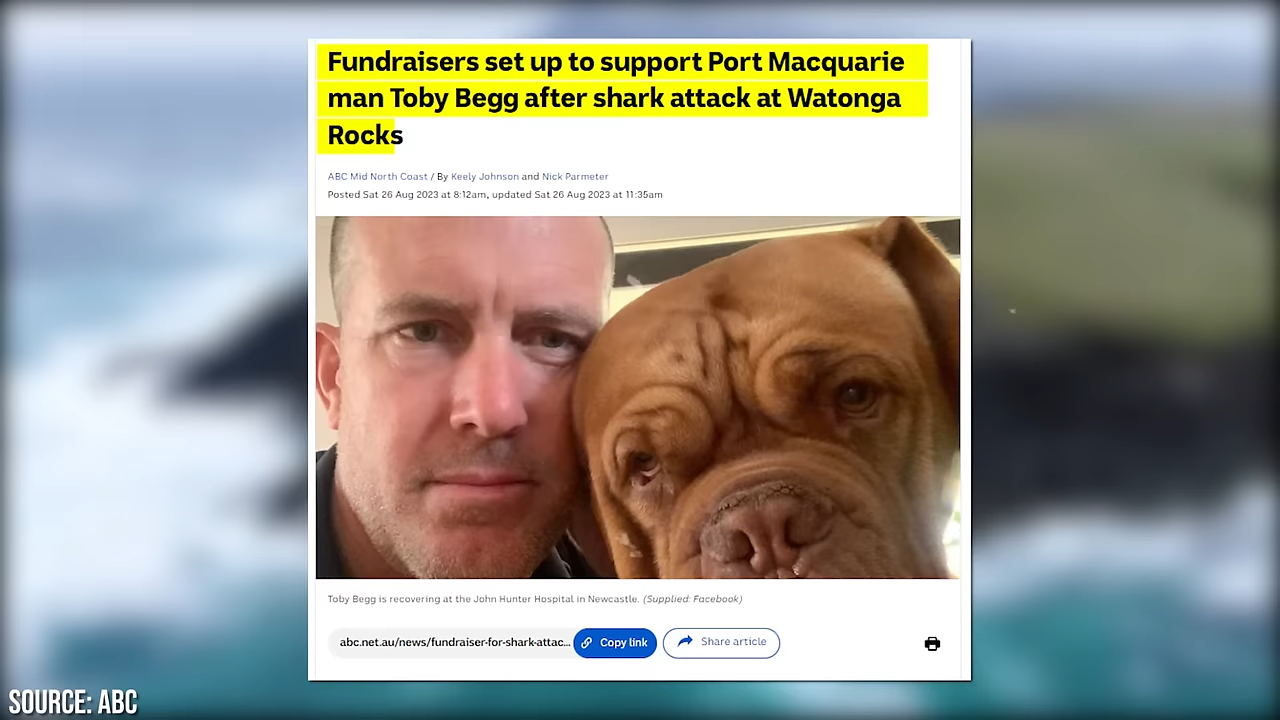 Fundraisers set up to support Port Macquarie
man Toby Begg after shark attack at Watonga
Rocks
ABC Mid North Coast / By Keely Johnson and Nick Parmeter
Posted Sat 26 Aug 2023 at 8:12am, updated Sat 26 Aug 2023 at 11:35am
Toby Begg is recovering at the John Hunter Hospital in Newcastle. (Supplied: Facebook)
abc.net.au/news/fundraiser-for-shark-attac... Copy link Share article
SOURCE: ABC